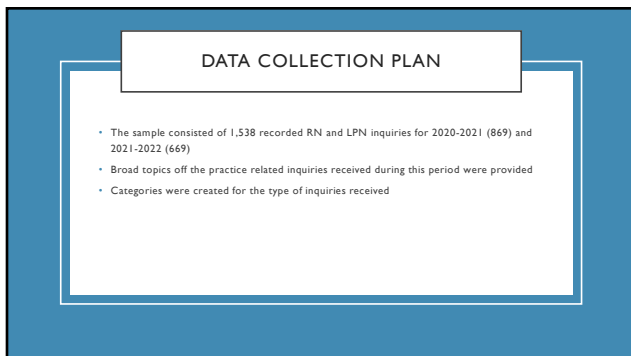 DATA COLLECTION PLAN
• The sample consisted of 1,538 recorded RN and LPN inquiries for 2020-2021 (869) and
2021-2022 (669)
• Broad topics off the practice related inquiries received during this period were provided
• Categories were created for the type of inquiries received